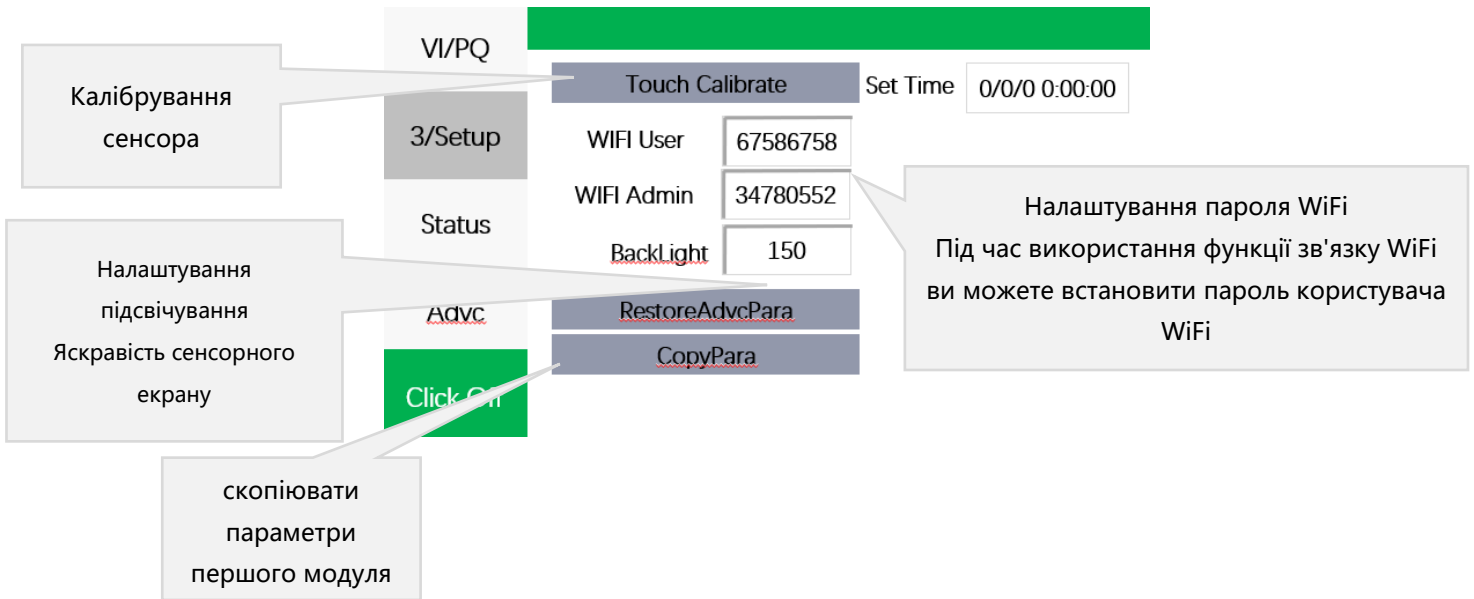 VI/PQ
3/Setup
Status
Advc
Click Off
Touch Calibrate
Set Time 0/0/0 0:00:00
WIFI User 67586758
WIFI Admin 34780552
BackLight 150
RestoreAdvcPara
CopyPara
Калібрування
сенсора
Налаштування
підсвічування
Яскравість сенсорного
екрану
скопіювати
параметри
першого модуля
Налаштування пароля WiFi
Під час використання функції зв'язку WiFi
ви можете встановити пароль користувача
WiFi